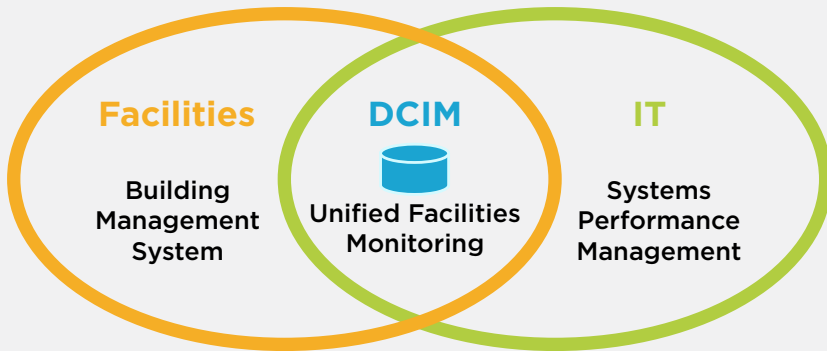 Facilities
Building
Management
System
DCIM
Unified Facilities
Monitoring
IT
Systems
Performance
Management